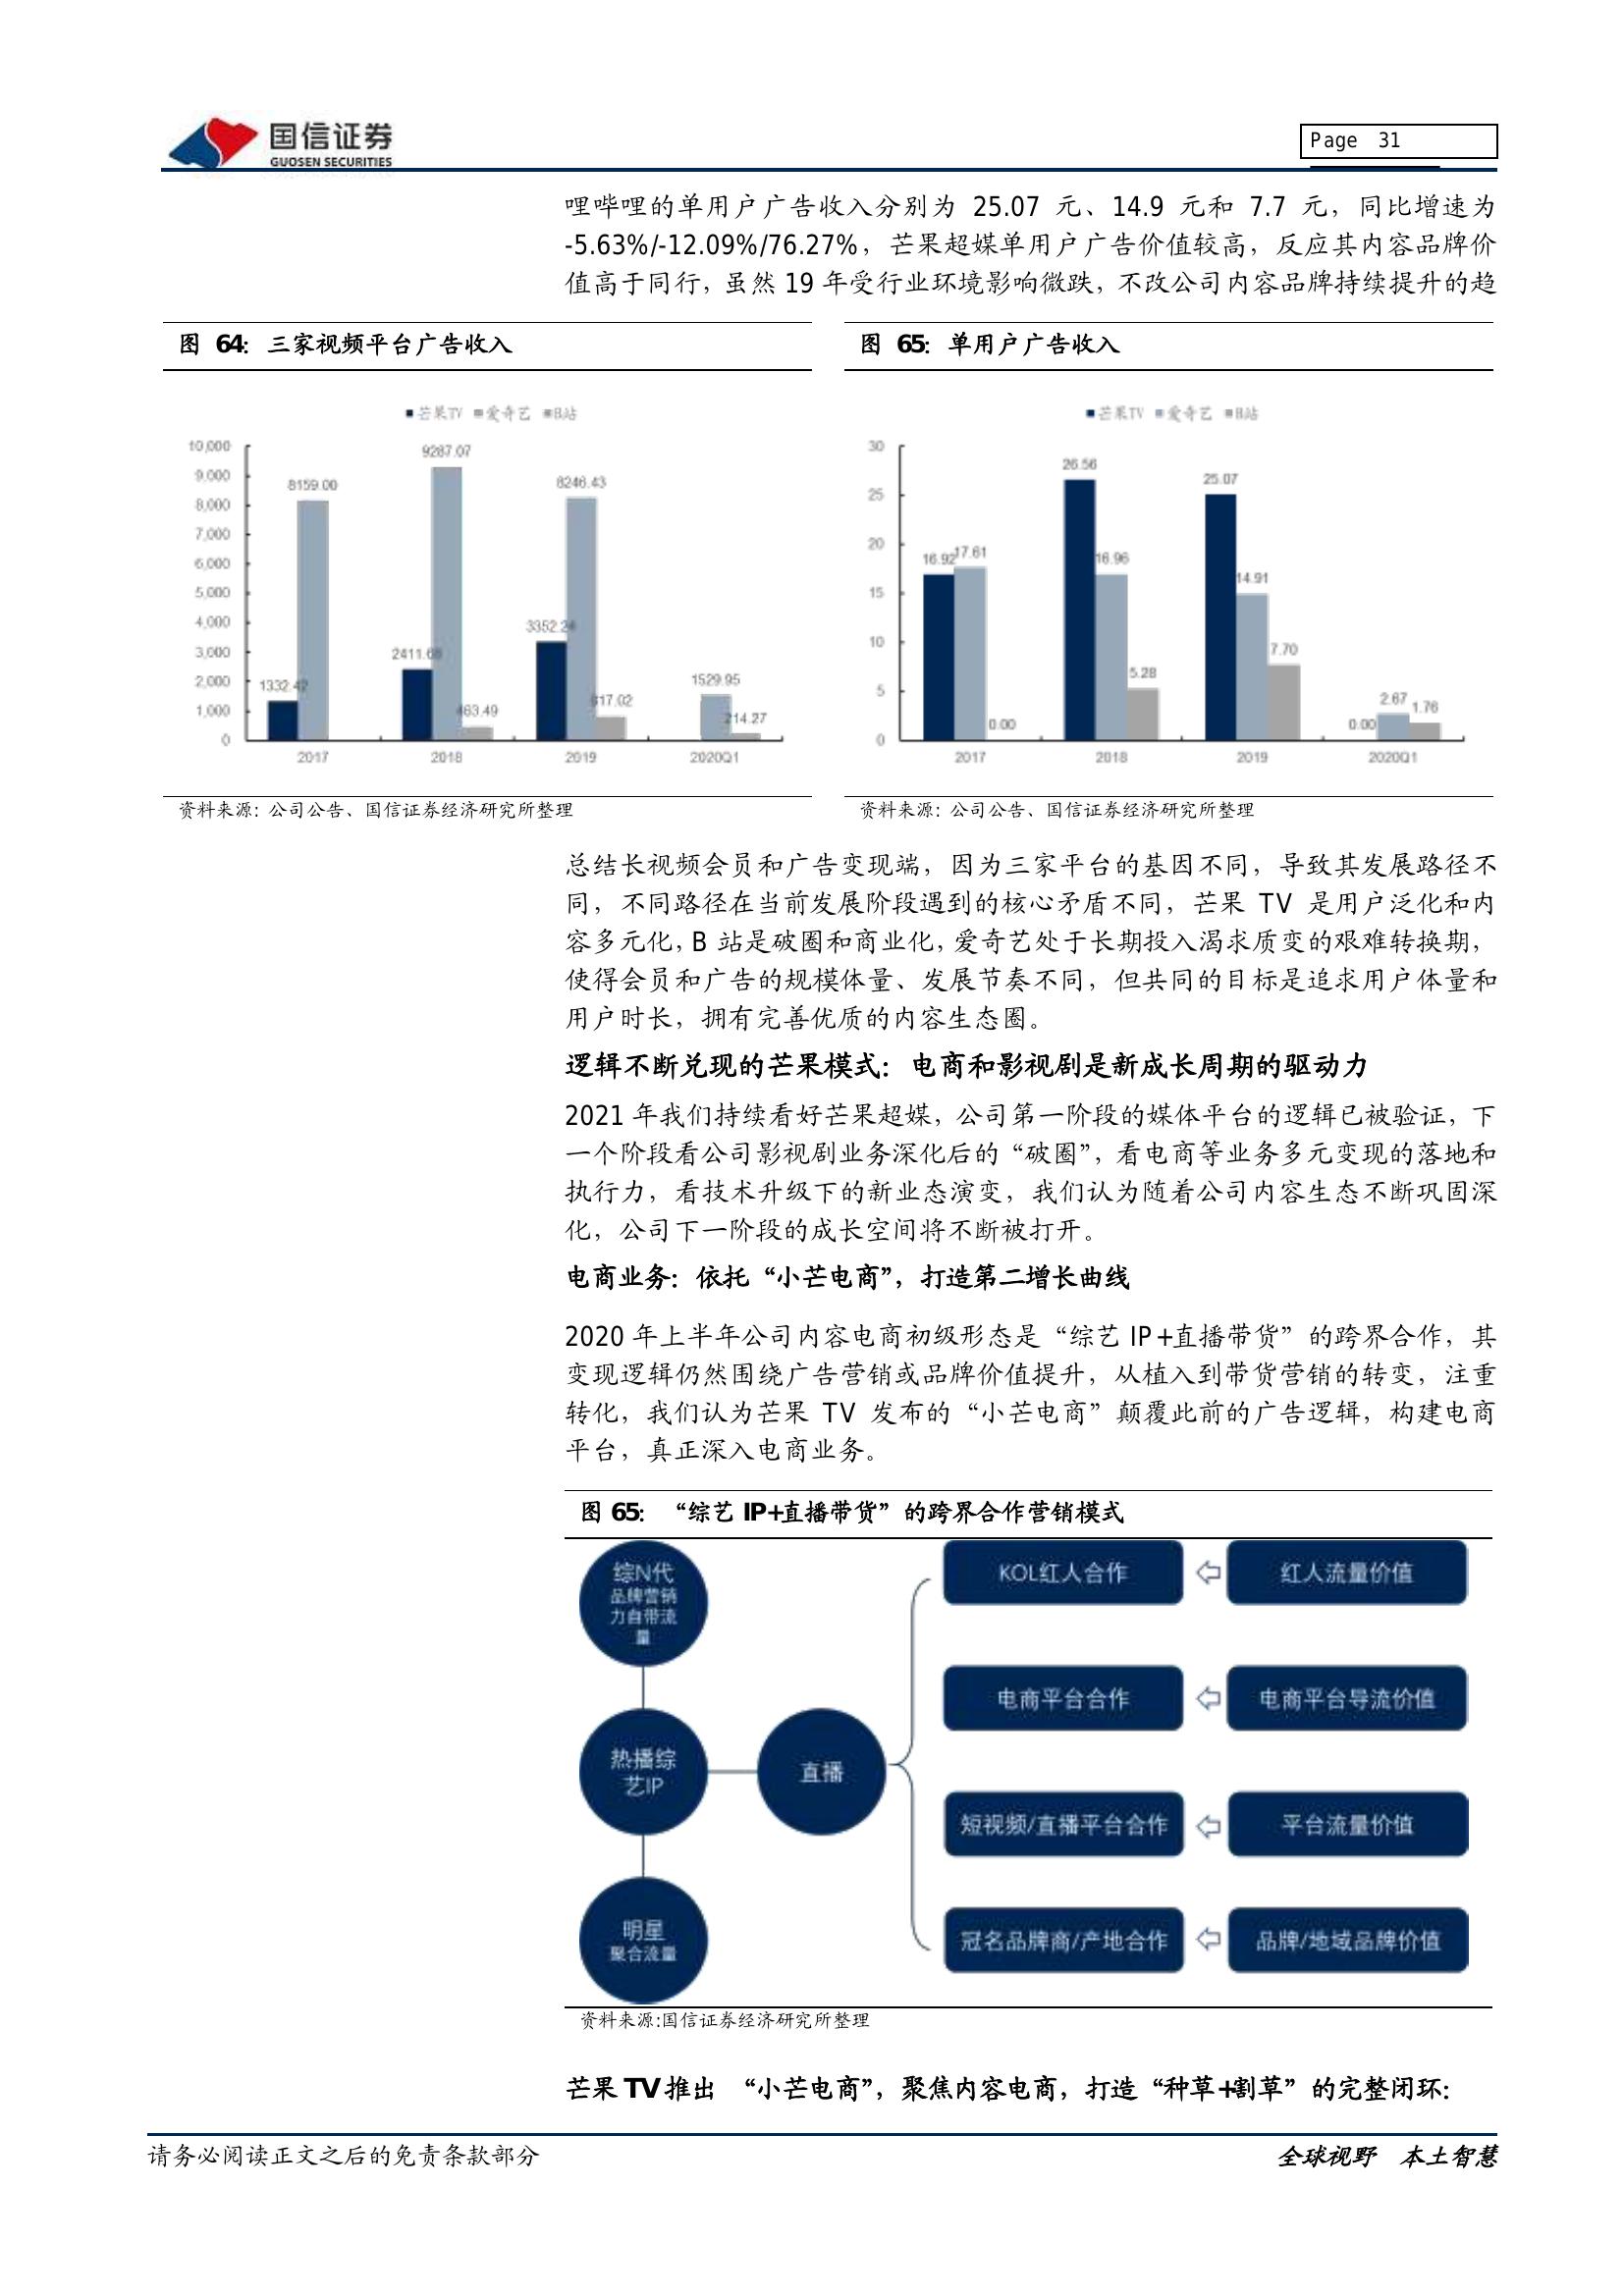 国信证券
GUOSEN SECURITIES
Page 31
哩哔哩的单用户广告收入分别为 25.07 元、14.9 元和 7.7 元，同比增速为
-5.63%/-12.09%/76.27%，芒果超媒单用户广告价值较高，反应其内容品牌价
值高于同行，虽然 19 年受行业环境影响微跌，不改公司内容品牌持续提升的趋
图 64：三家视频平台广告收入
芒果TV 爱奇艺 B站
10,000
9,000
8,000
7,000
6,000
5,000
4,000
3,000
2,000
1,000
0
1332.47
8159.00
2411.68
9287.07
463.49
3352.24
8246.43
817.02
1529.95
214.27
2017 2018 2019 2020Q1
资料来源：公司公告、国信证券经济研究所整理
图 65：单用户广告收入
芒果TV 爱奇艺 B站
30
25
20
15
10
5
0
16.92
17.61
0.00
26.56
16.96
5.28
25.07
14.91
7.70
0.00
2.67
1.76
2017 2018 2019 2020Q1
资料来源：公司公告、国信证券经济研究所整理
总结长视频会员和广告变现端，因为三家平台的基因不同，导致其发展路径不
同，不同路径在当前发展阶段遇到的核心矛盾不同，芒果 TV 是用户泛化和内
容多元化，B 站是破圈和商业化，爱奇艺处于长期投入渴求质变的艰难转换期，
使得会员和广告的规模体量、发展节奏不同，但共同的目标是追求用户体量和
用户时长，拥有完善优质的内容生态圈。
逻辑不断兑现的芒果模式：电商和影视剧是新成长周期的驱动力
2021 年我们持续看好芒果超媒，公司第一阶段的媒体平台的逻辑已被验证，下
一个阶段看公司影视剧业务深化后的“破圈”，看电商等业务多元变现的落地和
执行力，看技术升级下的新业态演变，我们认为随着公司内容生态不断巩固深
化，公司下一阶段的成长空间将不断被打开。
电商业务：依托“小芒电商”，打造第二增长曲线
2020 年上半年公司内容电商初级形态是“综艺 IP+直播带货”的跨界合作，其
变现逻辑仍然围绕广告营销或品牌价值提升，从植入到带货营销的转变，注重
转化，我们认为芒果 TV 发布的“小芒电商”颠覆此前的广告逻辑，构建电商
平台，真正深入电商业务。
图 65：“综艺 IP+直播带货”的跨界合作营销模式
综N代
品牌营销
力自带流
量
热播综
艺IP
明星
聚合流量
直播
KOL红人合作
红人流量价值
电商平台合作
电商平台导流价值
短视频/直播平台合作
平台流量价值
冠名品牌商/产地合作
品牌/地域品牌价值
资料来源:国信证券经济研究所整理
芒果 TV 推出 “小芒电商”，聚焦内容电商，打造“种草+割草”的完整闭环：
请务必阅读正文之后的免责条款部分
全球视野 本土智慧